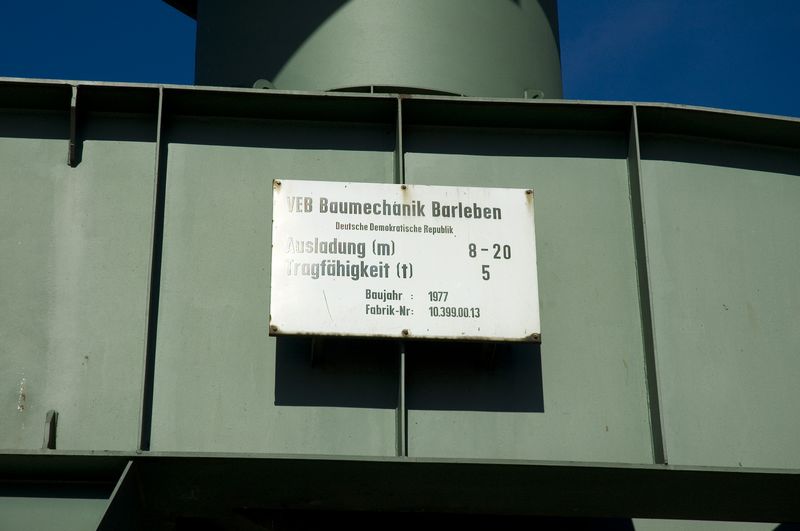 VEB Baumechanik Barleben
Deutsche Demokratische Republik
Ausladung (m) 8-20
Tragfähigkeit (t) 5
Baujahr : 1977
Fabrik-Nr: 10.399.00.13